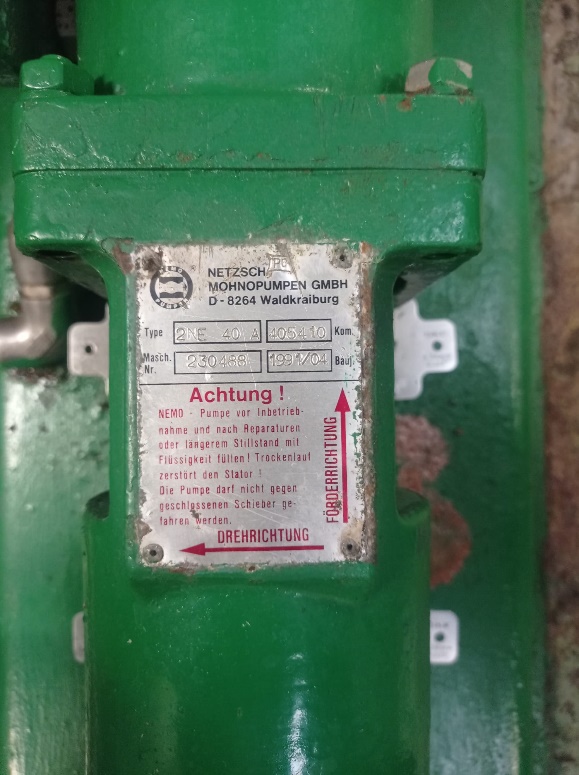 NEMO
PUMPEN
NETZSCH
MOHNOPUMPEN GMBH
D - 8264 Waldkraiburg
Type 2NE 40 A 405410 Kom.
Masch. Nr. 230488 1991/04 Bauj.
Achtung !
NEMO - Pumpe vor Inbetrieb-
nahme und nach Reparaturen
oder längerem Stillstand mit
Flüssigkeit füllen! Trockenlauf
zerstört den Stator !
Die Pumpe darf nicht gegen
geschlossenen Schieber ge-
fahren werden.
FÖRDERRICHTUNG
DREHRICHTUNG